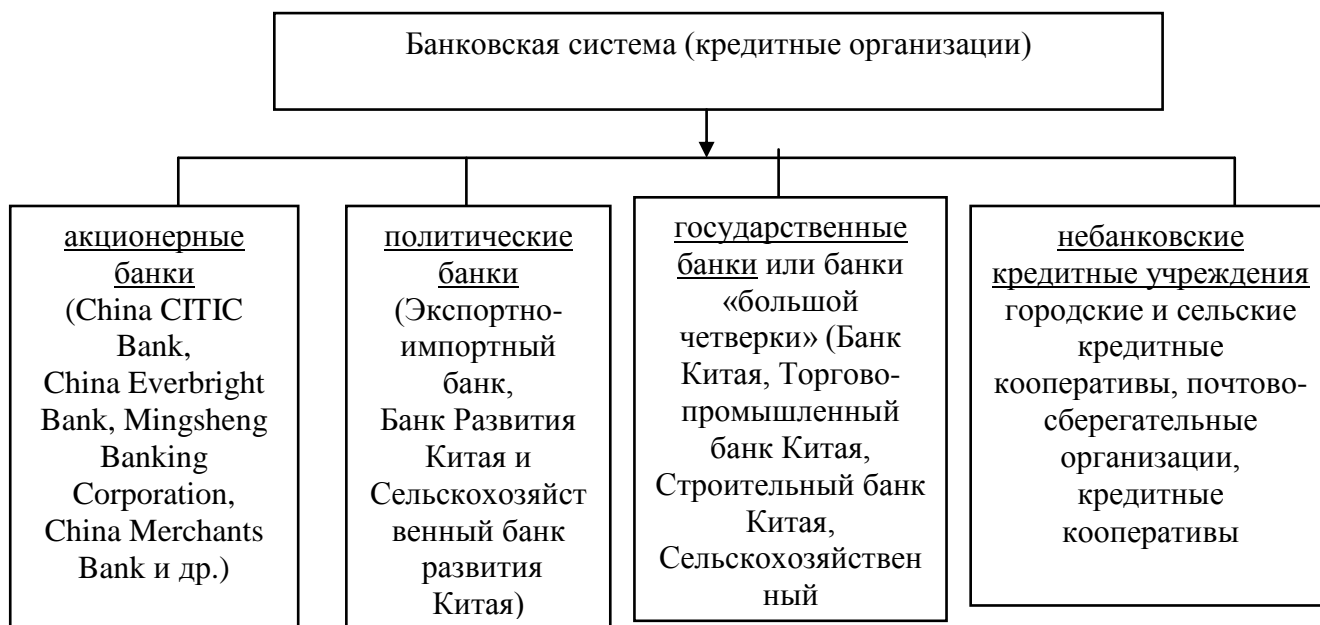 Банковская система (кредитные организации)
акционерные
банки
(China CITIC
Bank,
China Everbright
Bank, Mingsheng
Banking
Corporation,
China Merchants
Bank и др.)
политические
банки
(Экспортно-
импортный
банк,
Банк Развития
Китая и
Сельскохозяйст
венный банк
развития
Китая)
государственные
банки или банки
«большой
четверки» (Банк
Китая, Торгово-
промышленный
банк Китая,
Строительный банк
Китая,
Сельскохозяйствен
ный
небанковские
кредитные учреждения
городские и сельские
кредитные
кооперативы, почтово-
сберегательные
организации,
кредитные
кооперативы